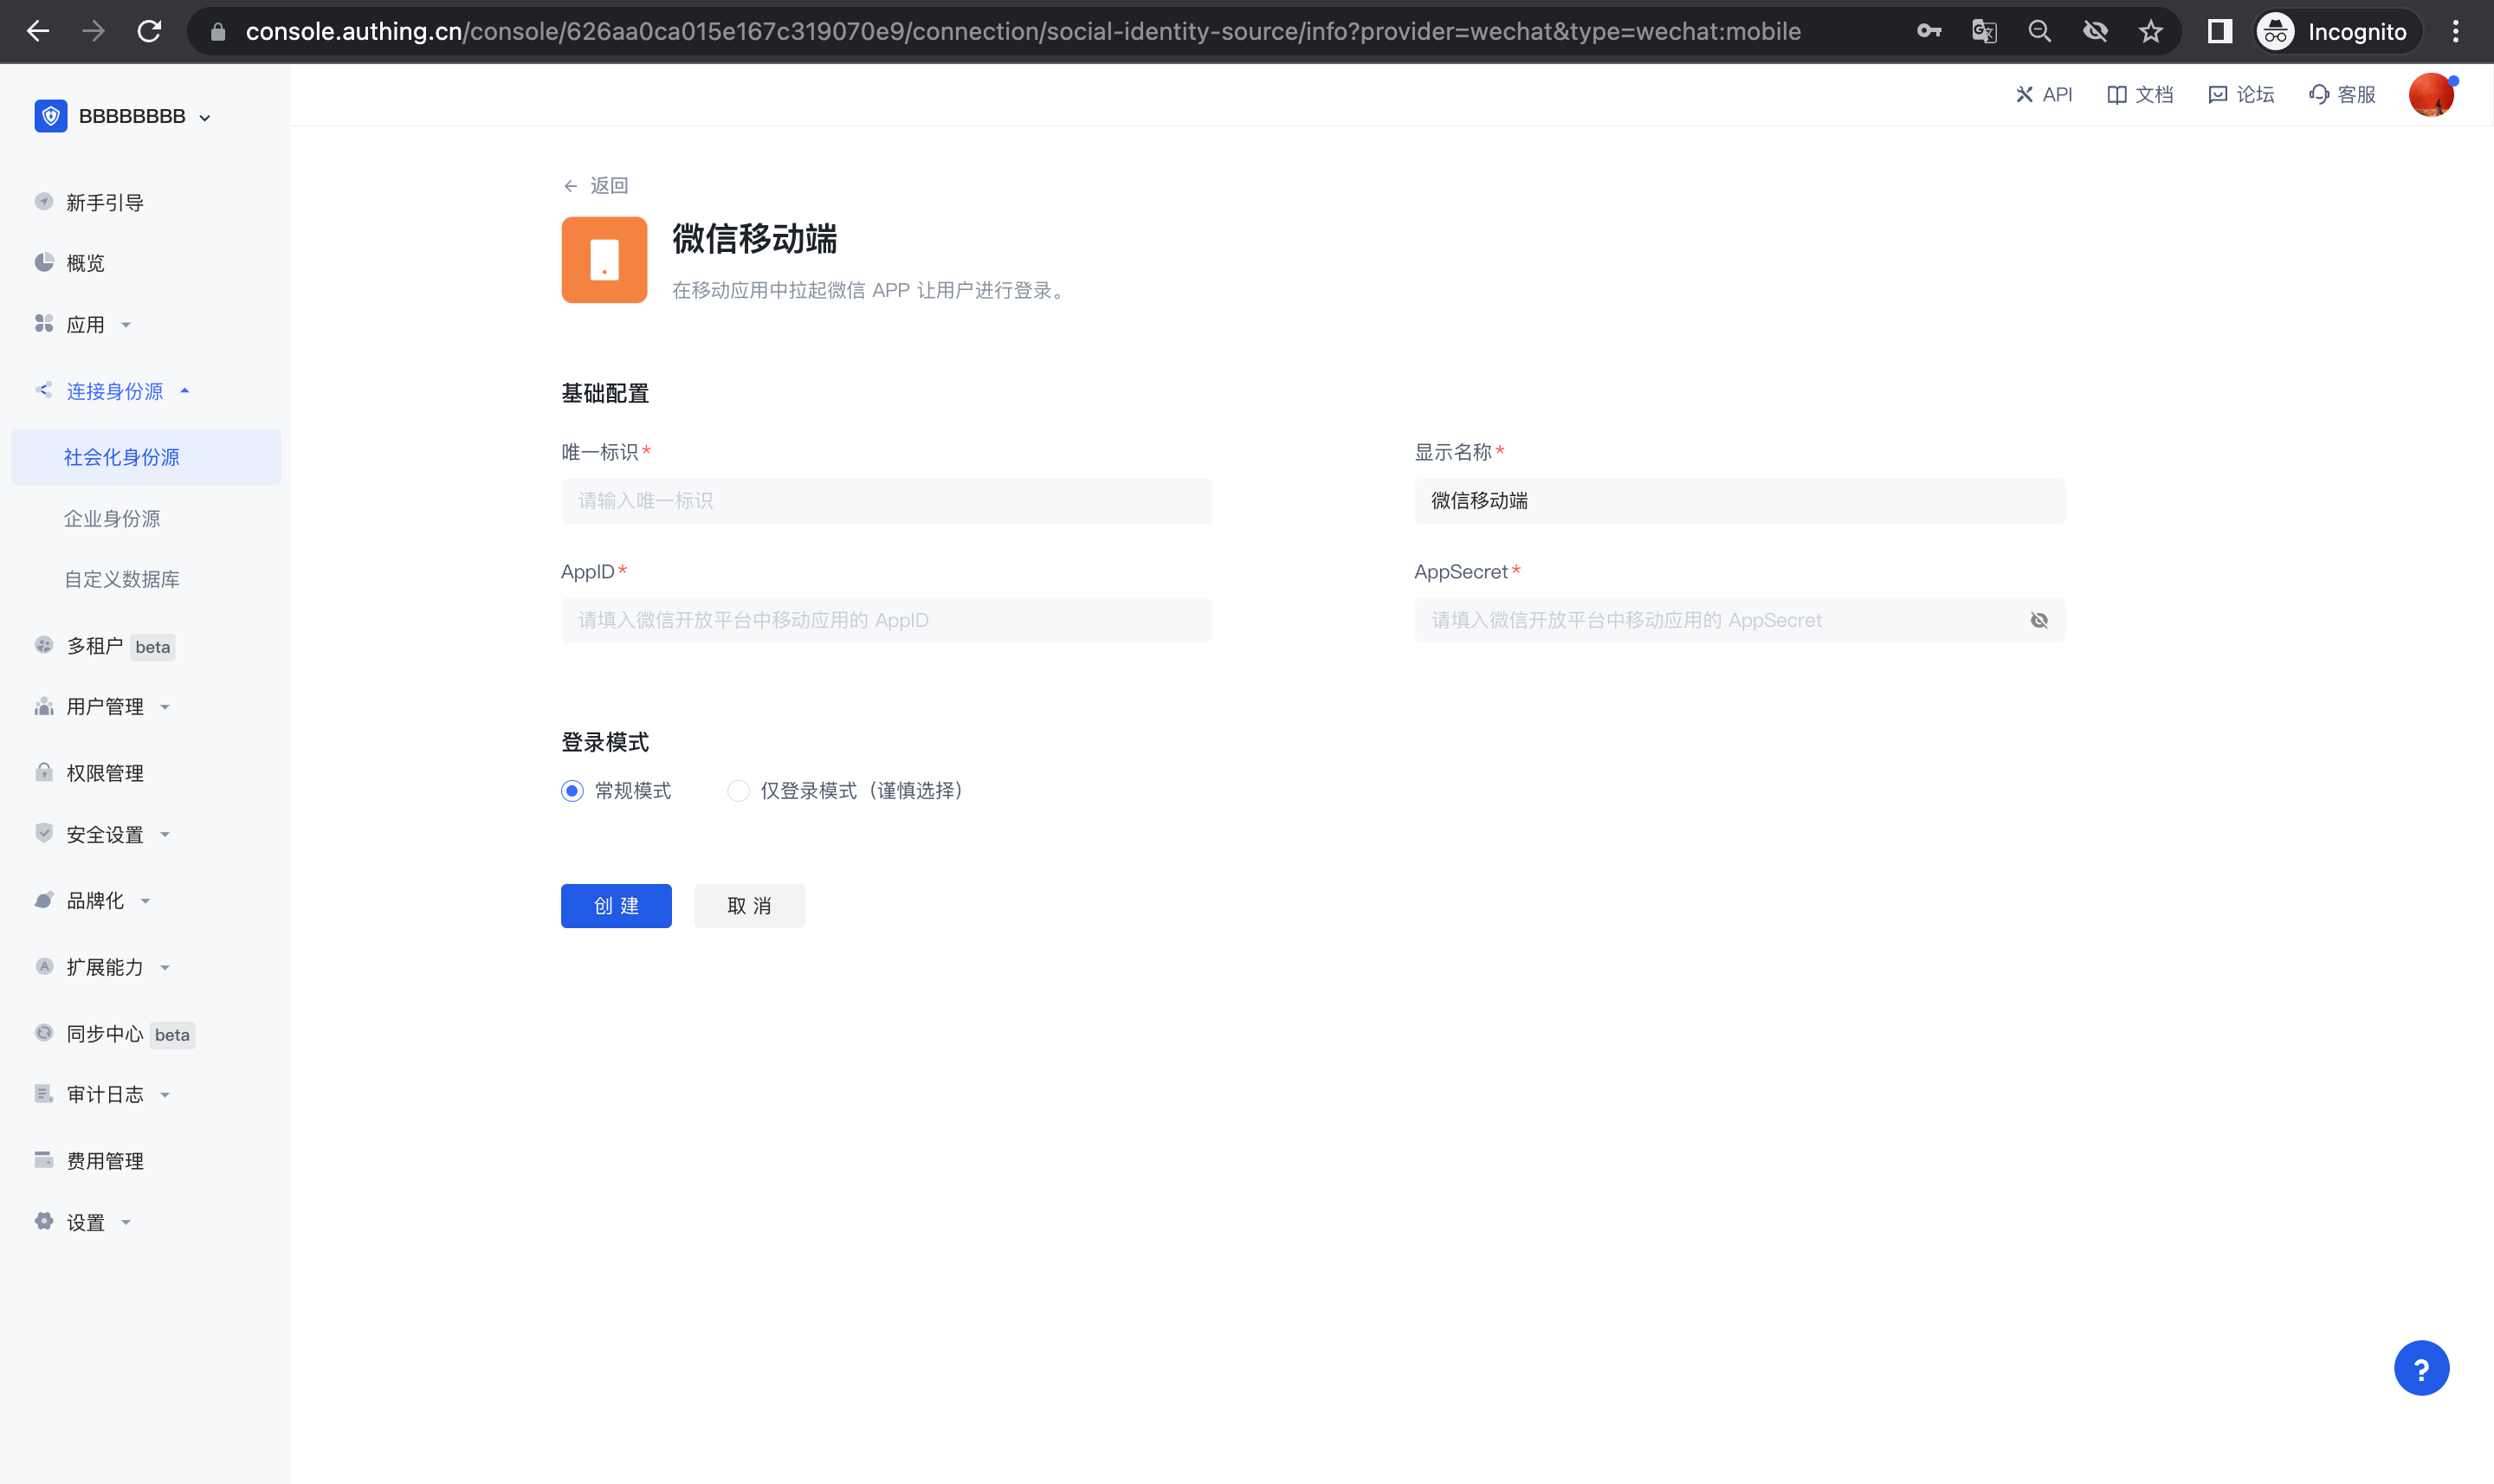 console.authing.cn/console/626aa0ca015e167c319070e9/connection/social-identity-source/info?provider=wechat&type=wechat:mobile
Incognito
BBBBBBBB
API
文档
论坛
客服
新手引导
概览
应用
连接身份源
社会化身份源
企业身份源
自定义数据库
多租户 beta
用户管理
权限管理
安全设置
品牌化
扩展能力
同步中心 beta
审计日志
费用管理
设置
返回
微信移动端
在移动应用中拉起微信 APP 让用户进行登录。
基础配置
唯一标识*
请输入唯一标识
显示名称*
微信移动端
AppID*
请填入微信开放平台中移动应用的 AppID
AppSecret*
请填入微信开放平台中移动应用的 AppSecret
登录模式
常规模式
仅登录模式（谨慎选择）
创 建
取 消
?